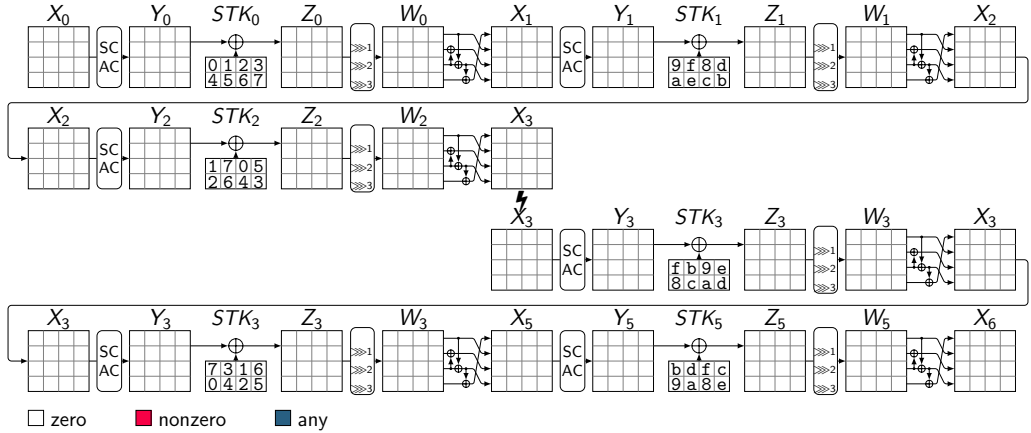 X0 Y0 STK0 Z0 W0 X1 Y1 STK1 Z1 W1 X2
SC AC ⋙1 ⋙2 ⋙3 SC AC ⋙1 ⋙2 ⋙3
0 1 2 3 9 f 8 d
4 5 6 7 a e c b
X2 Y2 STK2 Z2 W2 X3
SC AC ⋙1 ⋙2 ⋙3
1 7 0 5
2 6 4 3
X3 Y3 STK3 Z3 W3 X3
SC AC ⋙1 ⋙2 ⋙3
f b 9 e
8 c a d
X3 Y3 STK3 Z3 W3 X5 Y5 STK5 Z5 W5 X6
SC AC ⋙1 ⋙2 ⋙3 SC AC ⋙1 ⋙2 ⋙3
7 3 1 6 b d f c
0 4 2 5 9 a 8 e
zero nonzero any